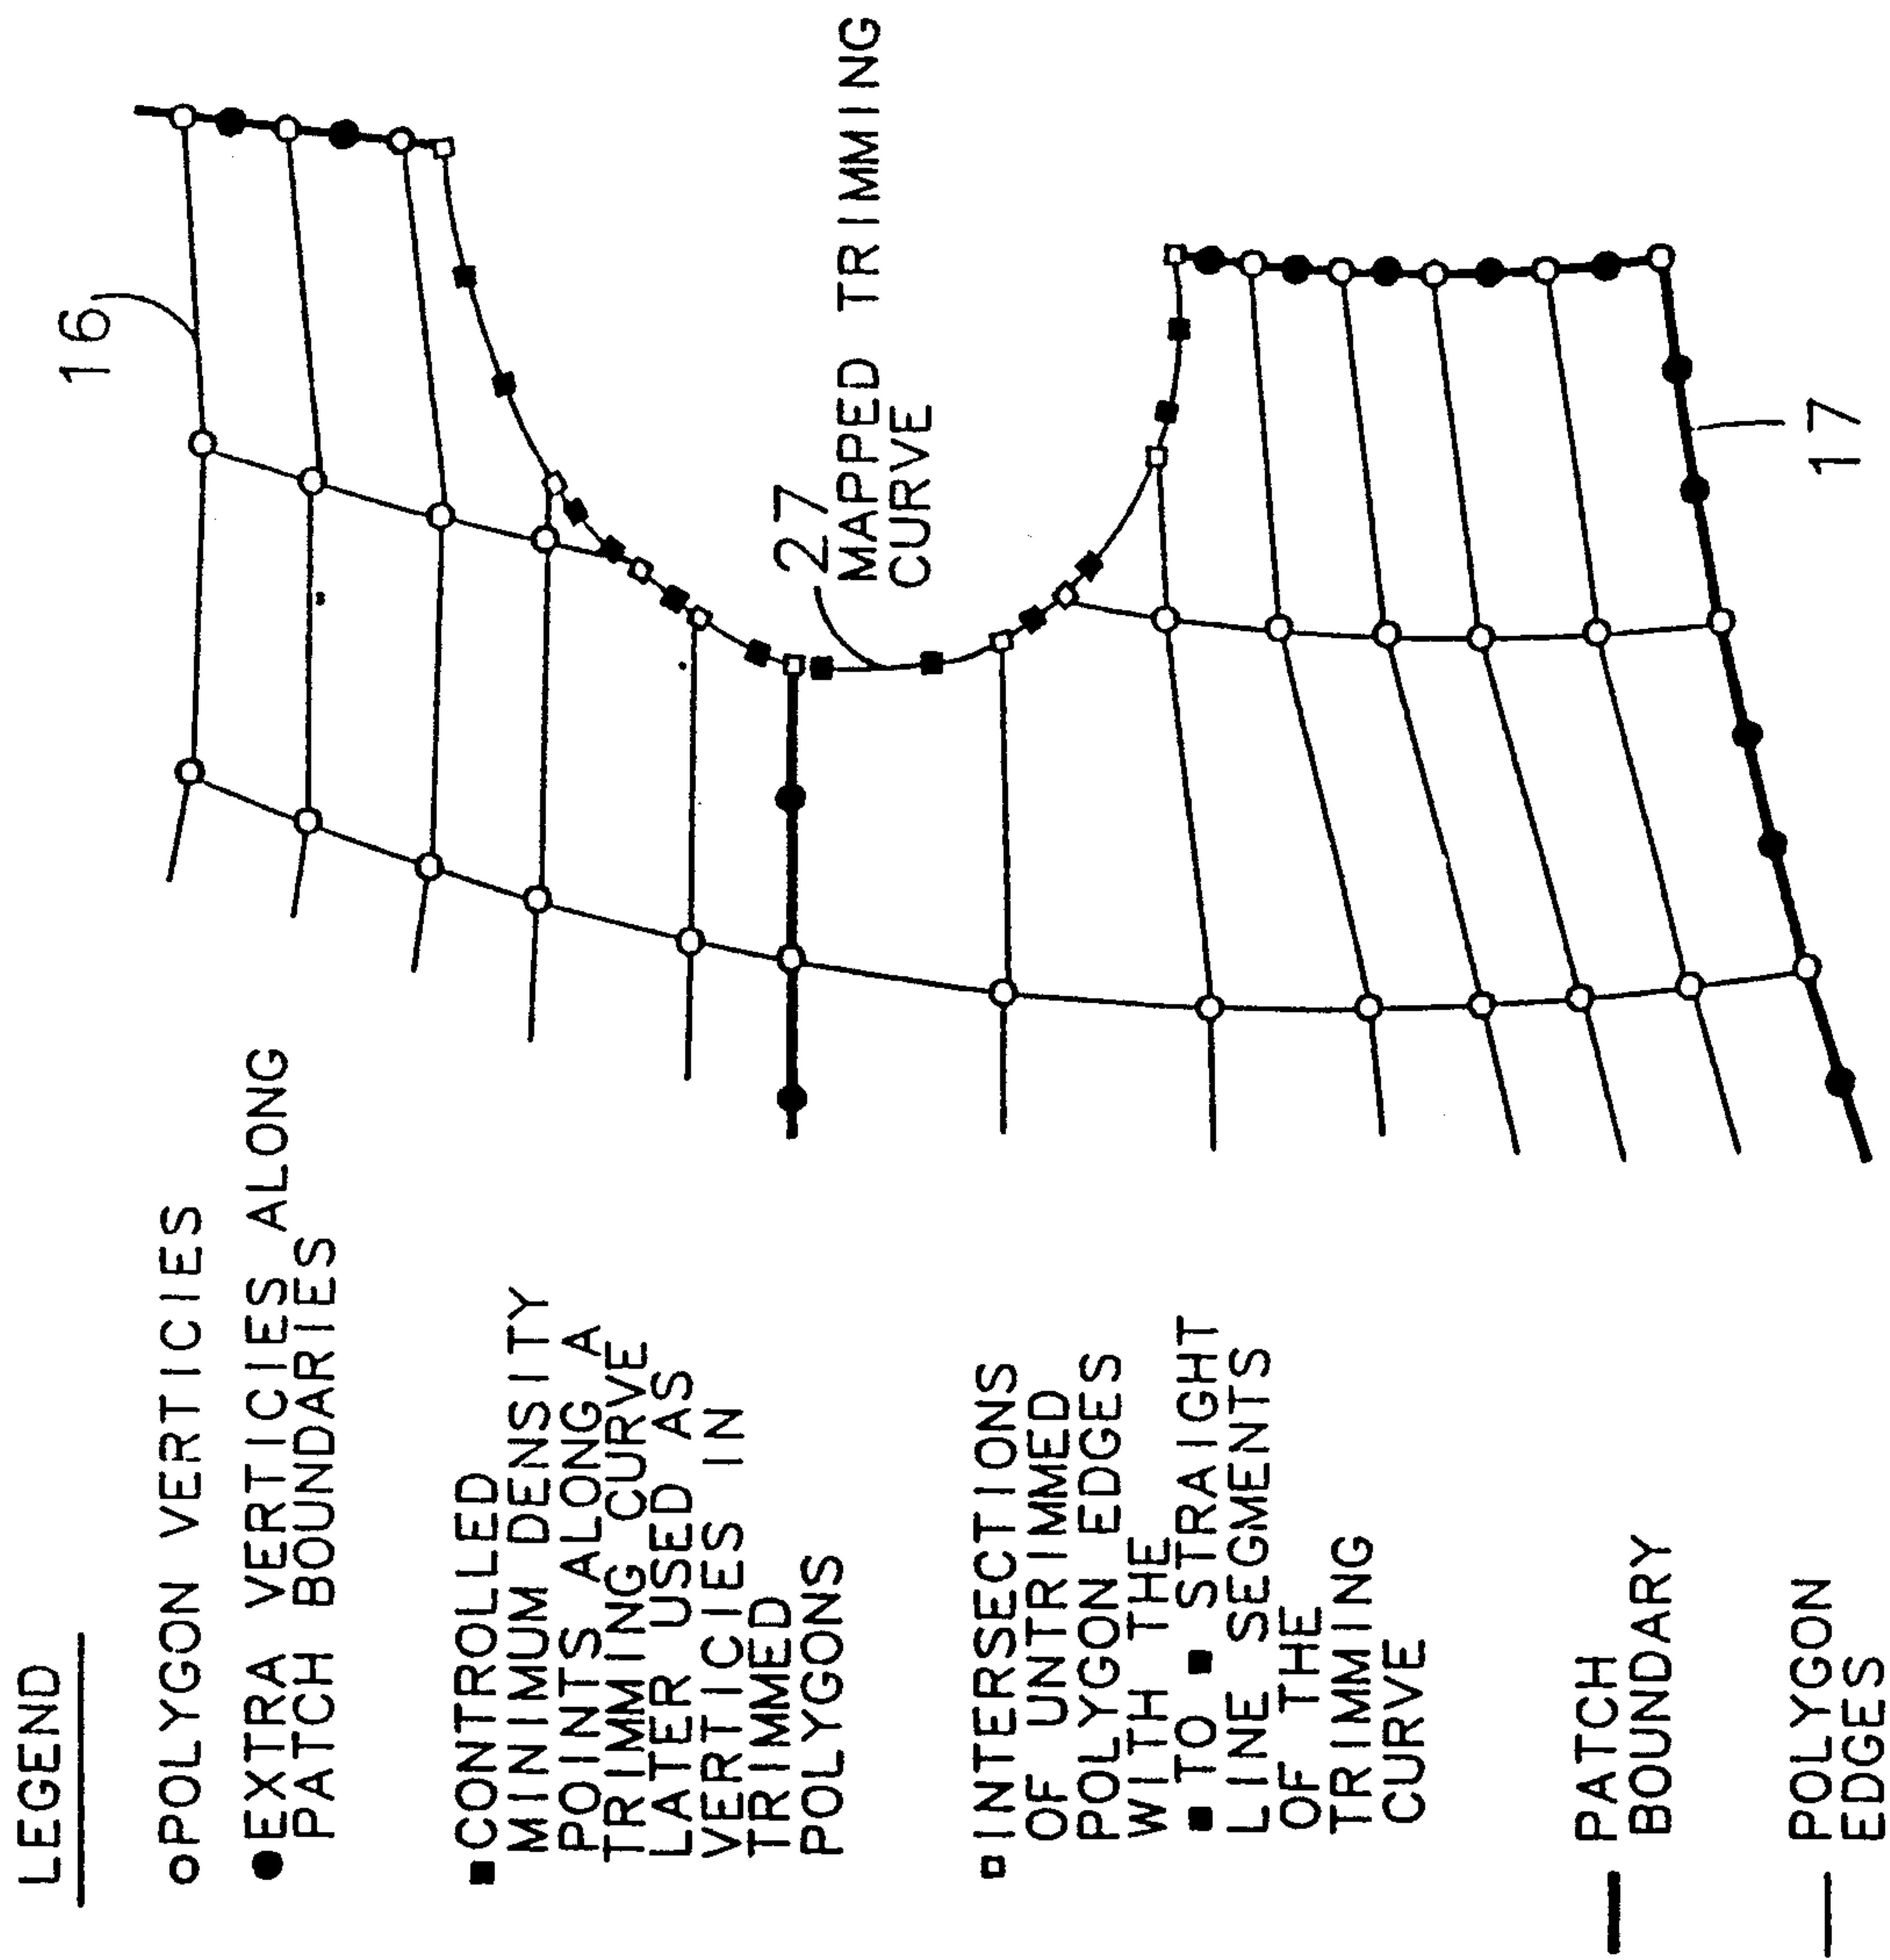 LEGEND
POLYGON VERTICIES
EXTRA VERTICIES ALONG
PATCH BOUNDARIES
CONTROLLED
MINIMUM DENSITY
POINTS ALONG A
TRIMMING CURVE
LATER USED AS
VERTICIES IN
TRIMMED
POLYGONS
INTERSECTIONS
OF UNTRIMMED
POLYGON EDGES
WITH THE
■ TO ■ STRAIGHT
LINE SEGMENTS
OF THE
TRIMMING
CURVE
PATCH
BOUNDARY
POLYGON
EDGES
16
27
MAPPED TRIMMING
CURVE
17